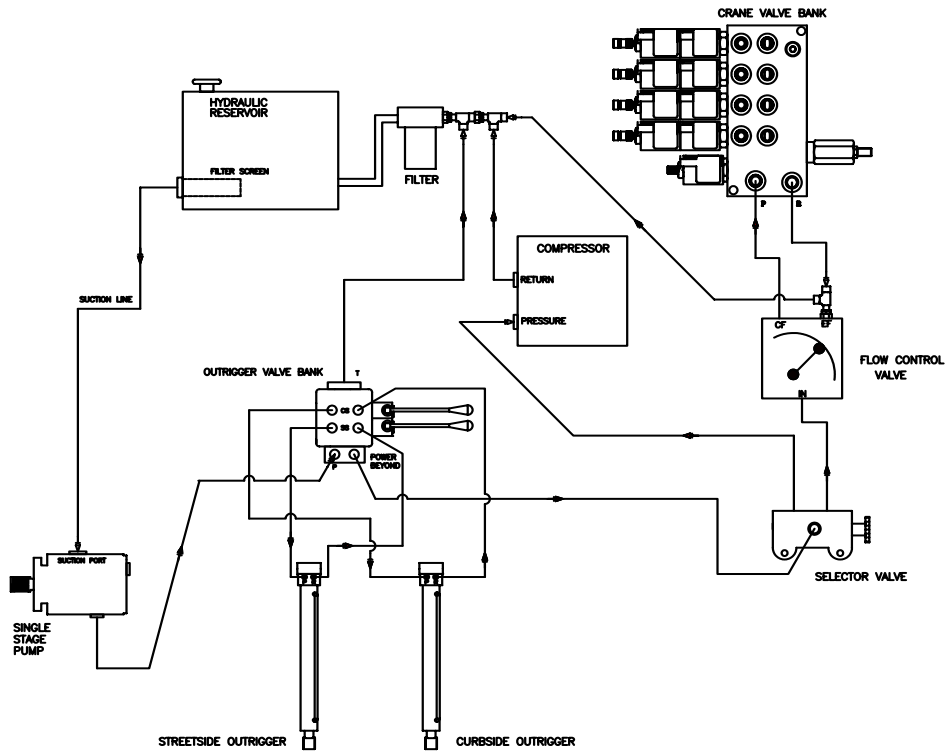 CRANE VALVE BANK
HYDRAULIC
RESERVOIR
FILTER SCREEN
FILTER
P
R
COMPRESSOR
RETURN
PRESSURE
SUCTION LINE
CF
EF
IN
FLOW CONTROL
VALVE
OUTRIGGER VALVE BANK
T
CS
SS
P
POWER
BEYOND
SUCTION PORT
SELECTOR VALVE
SINGLE
STAGE
PUMP
STREETSIDE OUTRIGGER
CURBSIDE OUTRIGGER